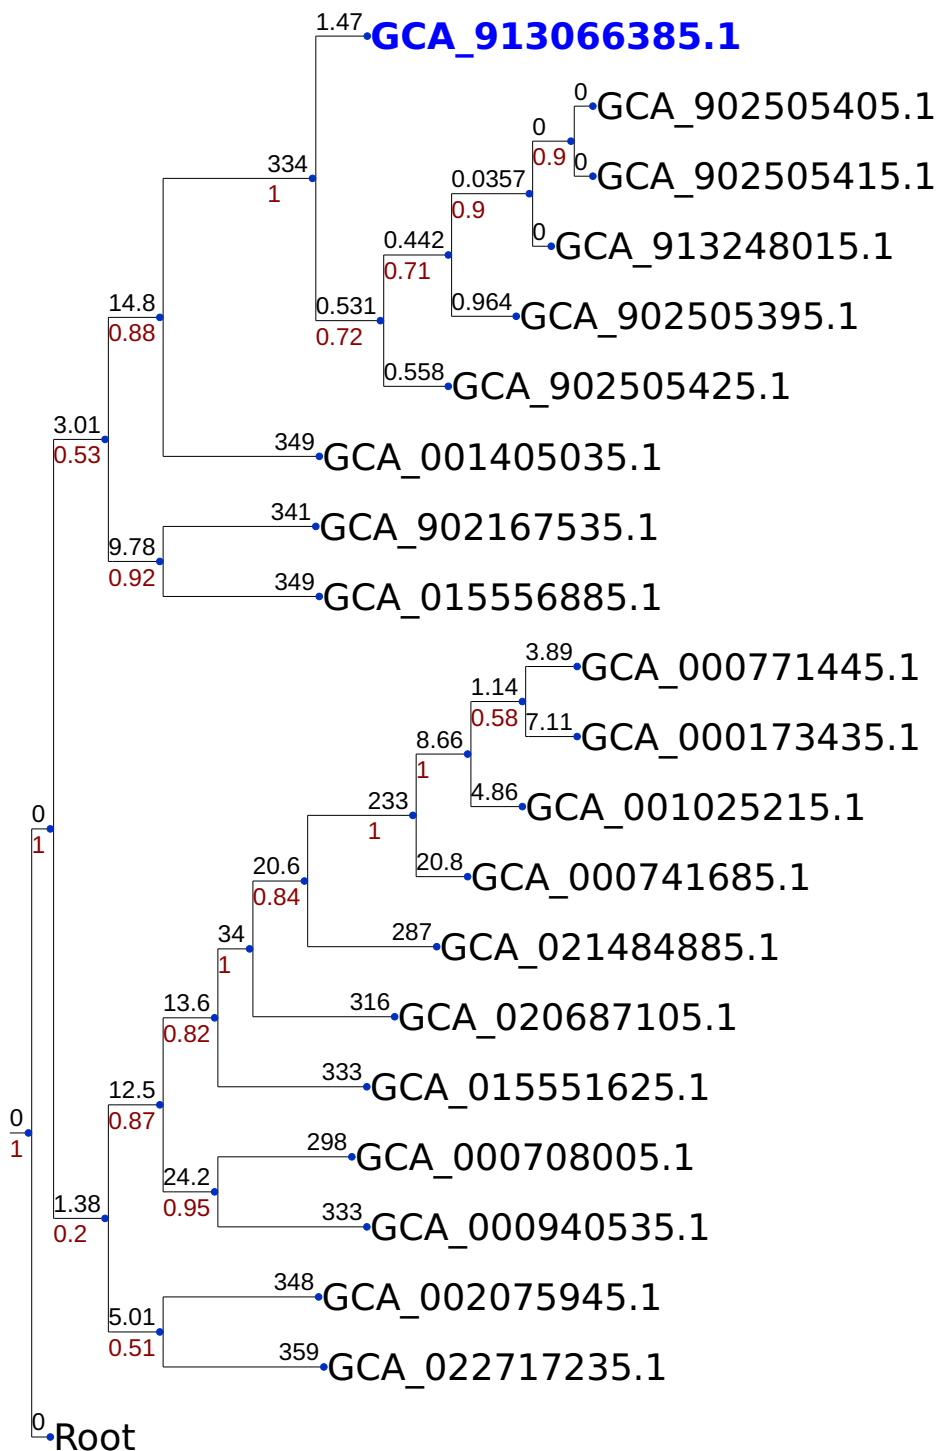 1.47
GCA_913066385.1
0
GCA_902505405.1
0
0.9
0
GCA_902505415.1
334
1
0.0357
0.9
0
GCA_913248015.1
0.442
0.71
0.964
GCA_902505395.1
14.8
0.88
0.531
0.72
0.558
GCA_902505425.1
3.01
0.53
349
GCA_001405035.1
341
GCA_902167535.1
9.78
0.92
349
GCA_015556885.1
3.89
GCA_000771445.1
1.14
0.58
7.11
GCA_000173435.1
8.66
1
4.86
GCA_001025215.1
0
1
233
1
20.8
GCA_000741685.1
20.6
0.84
287
GCA_021484885.1
34
1
316
GCA_020687105.1
13.6
0.82
333
GCA_015551625.1
12.5
0.87
0
1
298
GCA_000708005.1
24.2
0.95
333
GCA_000940535.1
1.38
0.2
348
GCA_002075945.1
5.01
0.51
359
GCA_022717235.1
0
Root